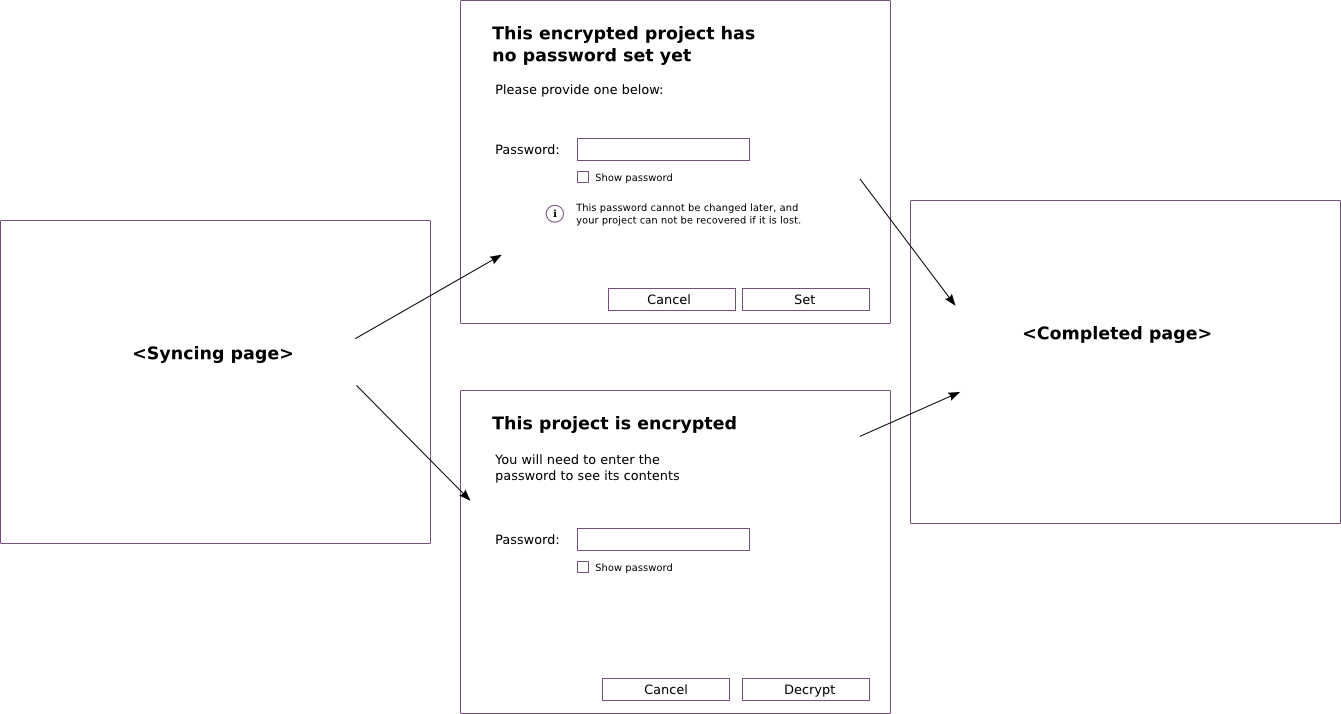 This encrypted project has
no password set yet
Please provide one below:
Password:
Show password
i
This password cannot be changed later, and
your project can not be recovered if it is lost.
Cancel
Set
<Syncing page>
<Completed page>
This project is encrypted
You will need to enter the
password to see its contents
Password:
Show password
Cancel
Decrypt